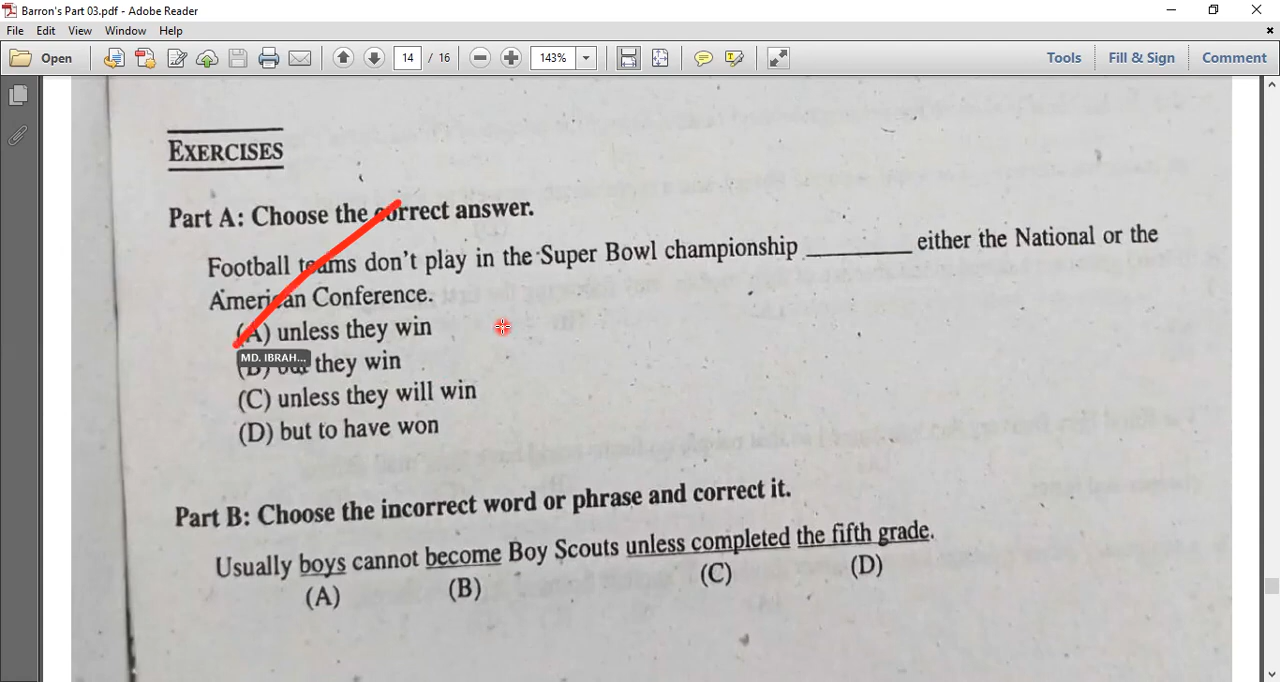 Barron's Part 03.pdf - Adobe Reader
File Edit View Window Help
Open 14 / 16 143% Tools Fill & Sign Comment
EXERCISES
Part A: Choose the correct answer.
Football teams don't play in the Super Bowl championship ________ either the National or the
American Conference.
(A) unless they win
MD. IBRAH...
(B) but they win
(C) unless they will win
(D) but to have won
Part B: Choose the incorrect word or phrase and correct it.
Usually boys cannot become Boy Scouts unless completed the fifth grade.
(A) (B) (C) (D)